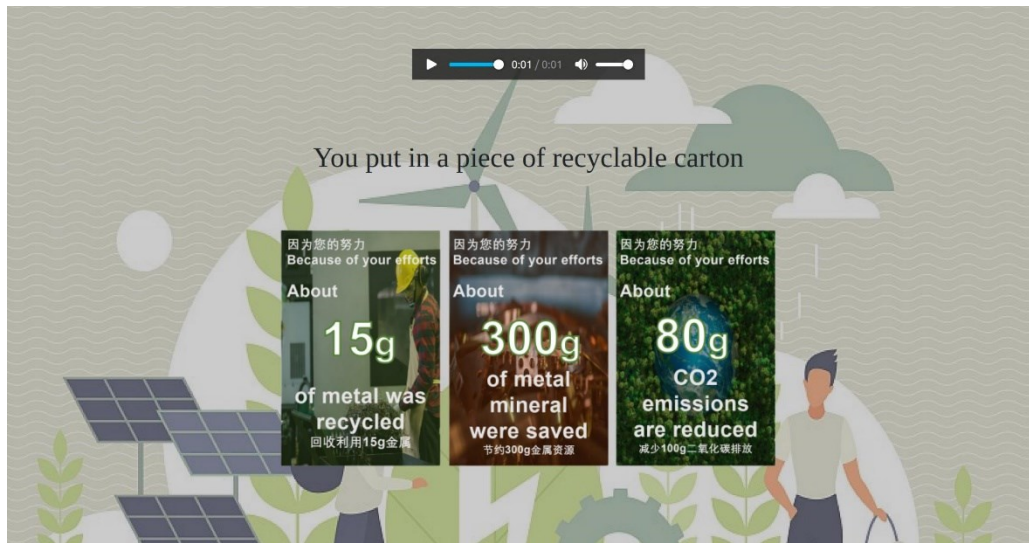 0:01 / 0:01
You put in a piece of recyclable carton
因为您的努力
Because of your efforts
About
15g
of metal was
recycled
回收利用15g金属
因为您的努力
Because of your efforts
About
300g
of metal
mineral
were saved
节约300g金属资源
因为您的努力
Because of your efforts
About
80g
CO2
emissions
are reduced
减少100g二氧化碳排放